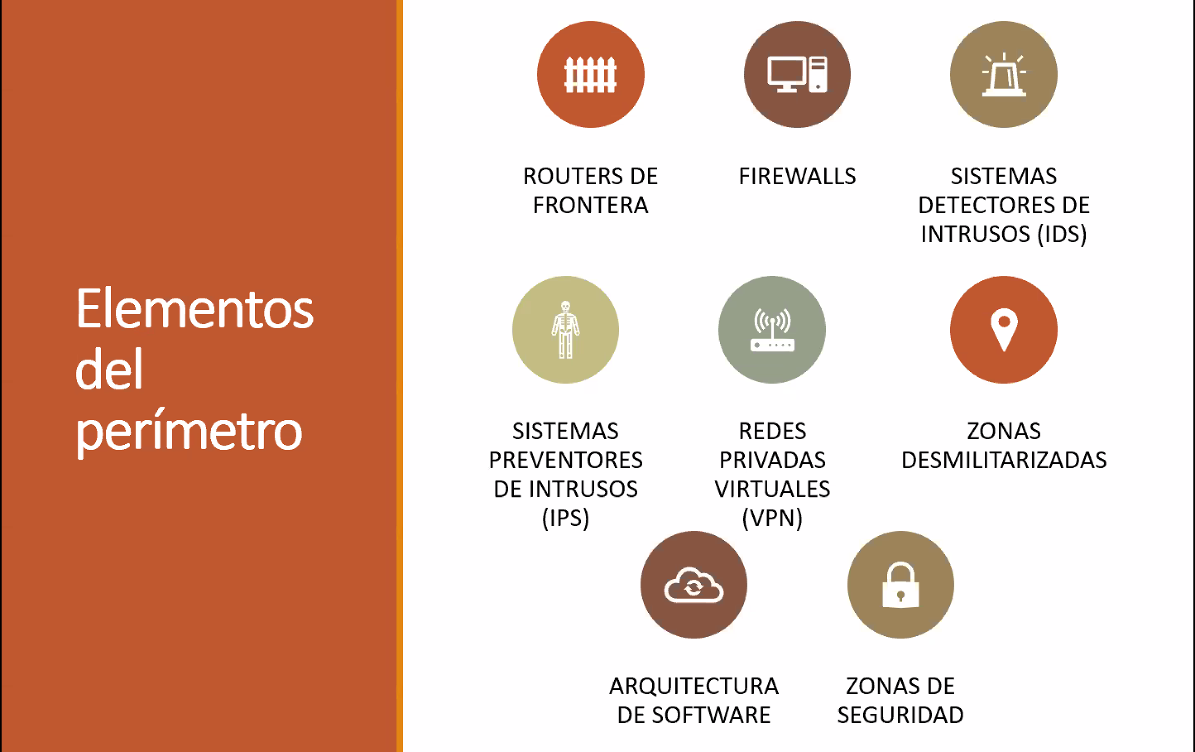 Elementos
del
perímetro
ROUTERS DE
FRONTERA
FIREWALLS
SISTEMAS
DETECTORES DE
INTRUSOS (IDS)
SISTEMAS
PREVENTORES
DE INTRUSOS
(IPS)
REDES
PRIVADAS
VIRTUALES
(VPN)
ZONAS
DESMILITARIZADAS
ARQUITECTURA
DE SOFTWARE
ZONAS DE
SEGURIDAD